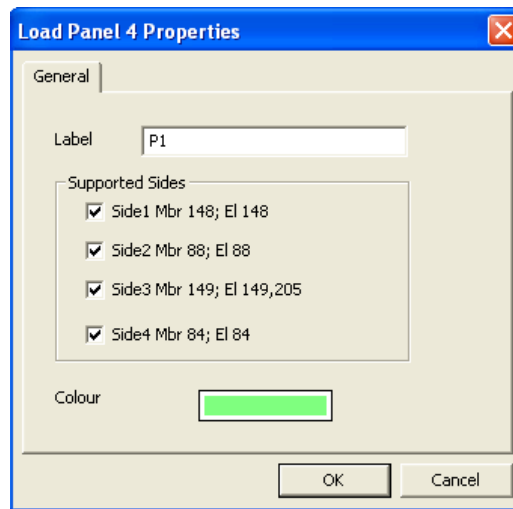 Load Panel 4 Properties
General
Label P1
Supported Sides
Side1 Mbr 148; El 148
Side2 Mbr 88; El 88
Side3 Mbr 149; El 149,205
Side4 Mbr 84; El 84
Colour
OK Cancel